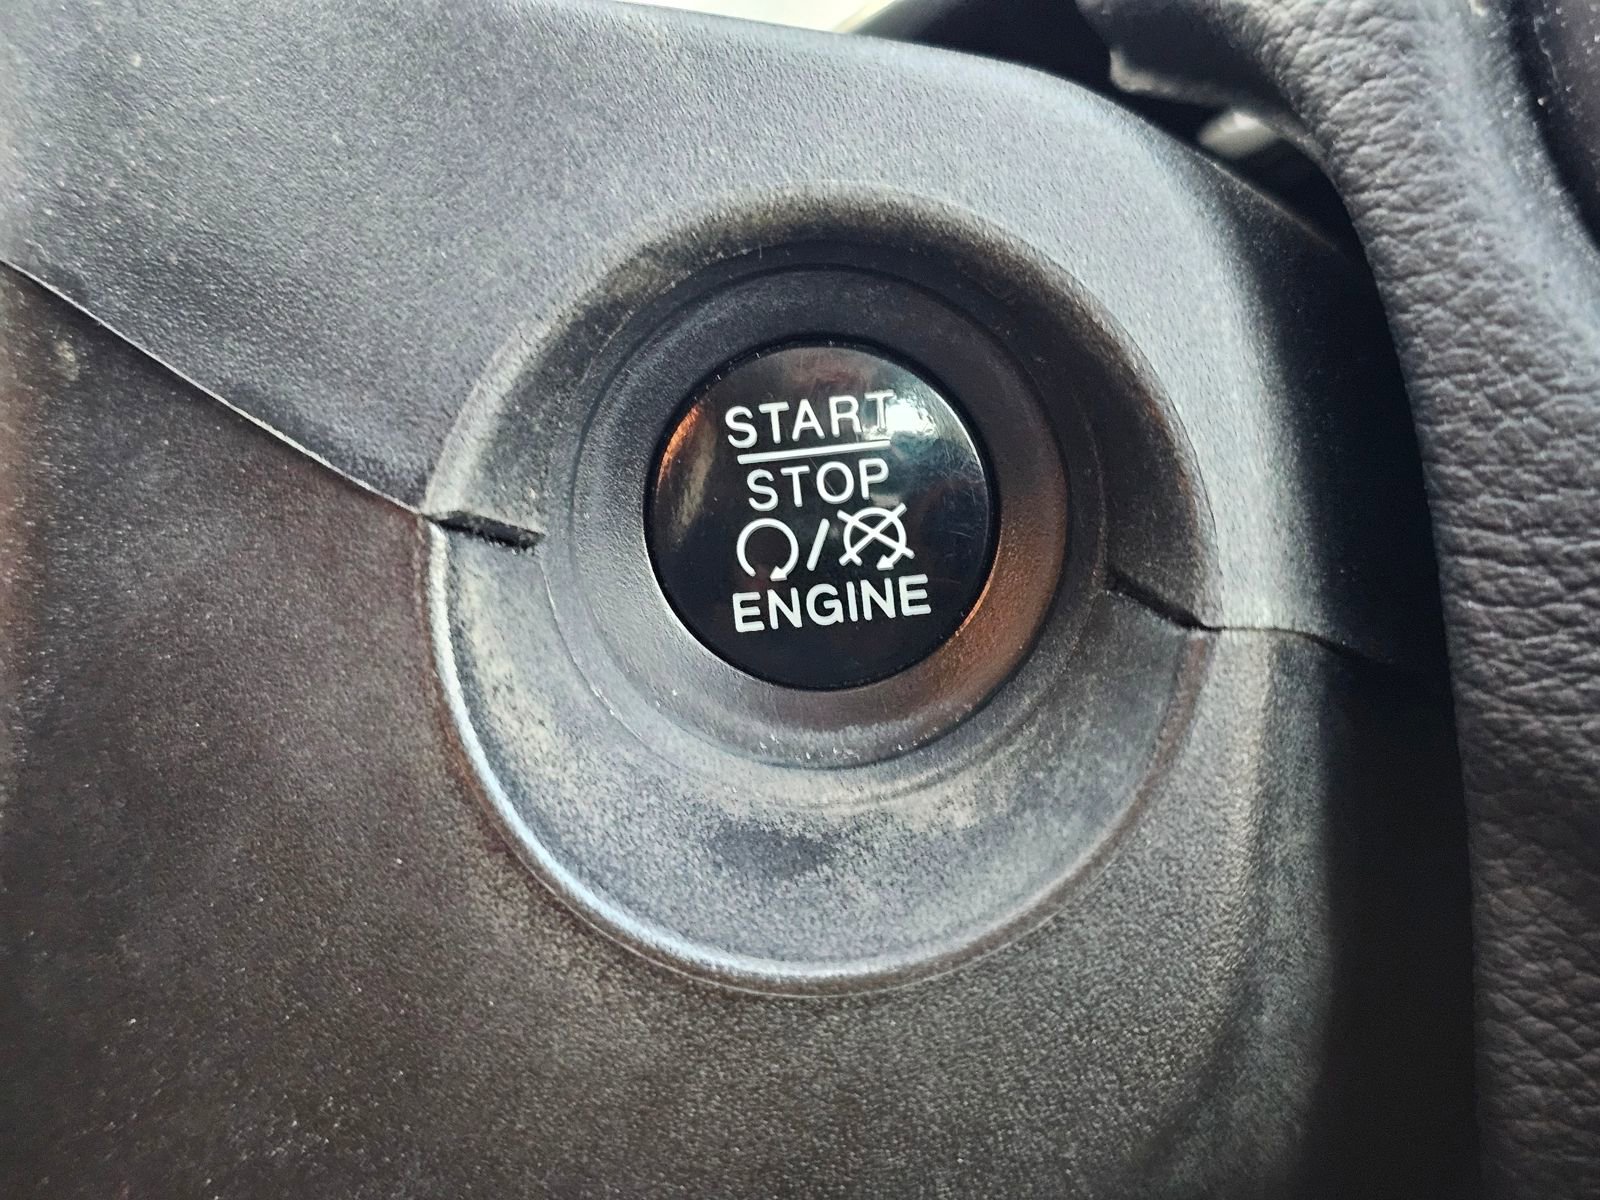 START
STOP
/
ENGINE